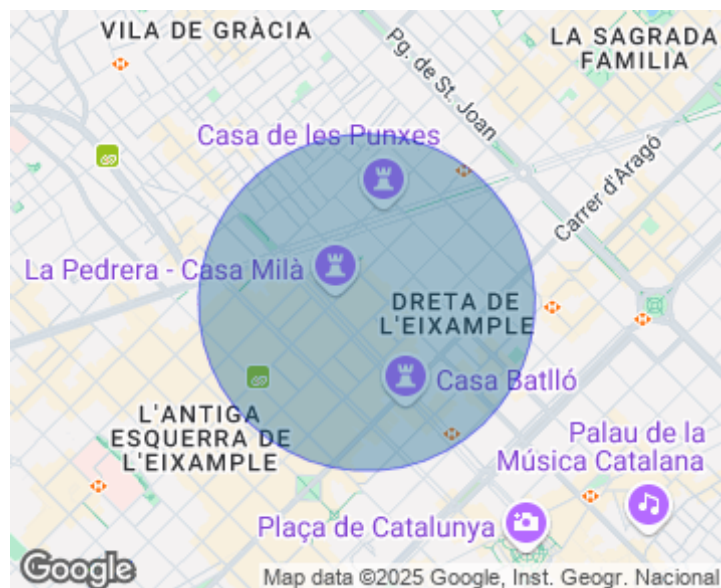 VILA DE GRÀCIA
LA SAGRADA
FAMILIA
Pg. de St. Joan
Casa de les Punxes
Carrer d'Aragó
La Pedrera - Casa Milà
DRETA DE
L'EIXAMPLE
Casa Batlló
L'ANTIGA
ESQUERRA DE
L'EIXAMPLE
Palau de la
Música Catalana
Plaça de Catalunya
Google
Map data ©2025 Google, Inst. Geogr. Nacional